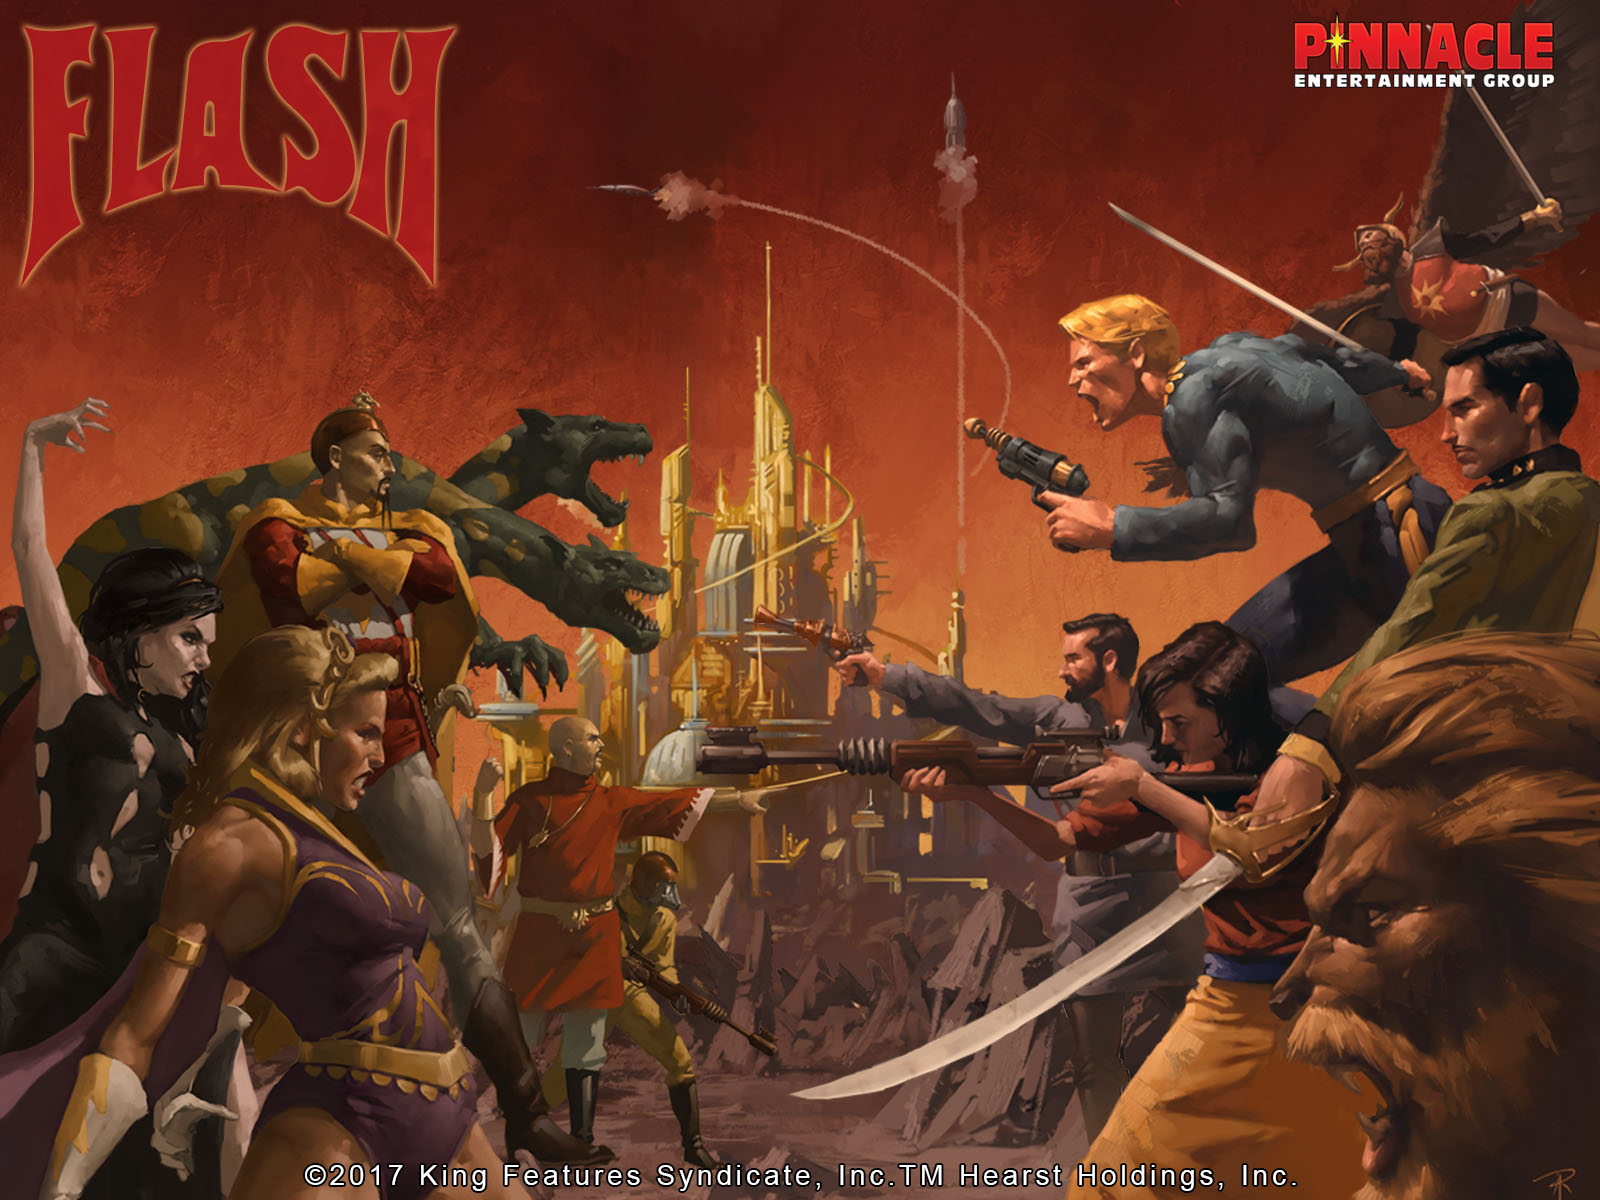 FLASH
PINNACLE
ENTERTAINMENT GROUP
©2017 King Features Syndicate, Inc.TM Hearst Holdings, Inc.